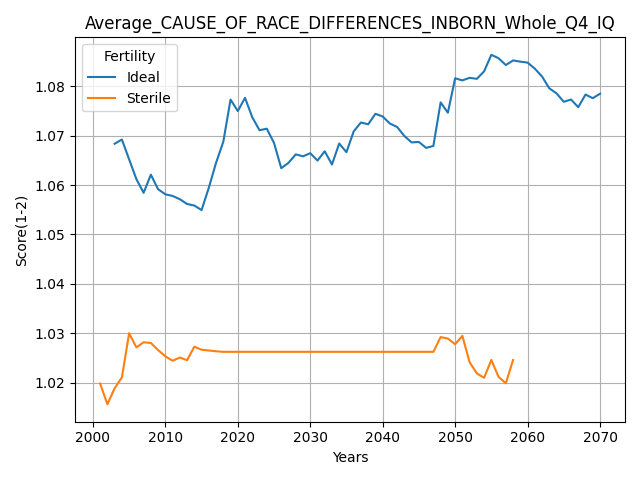 Average_CAUSE_OF_RACE_DIFFERENCES_INBORN_Whole_Q4_IQ
Fertility
Ideal
Sterile
Score(1-2)
1.08
1.07
1.06
1.05
1.04
1.03
1.02
2000 2010 2020 2030 2040 2050 2060 2070
Years